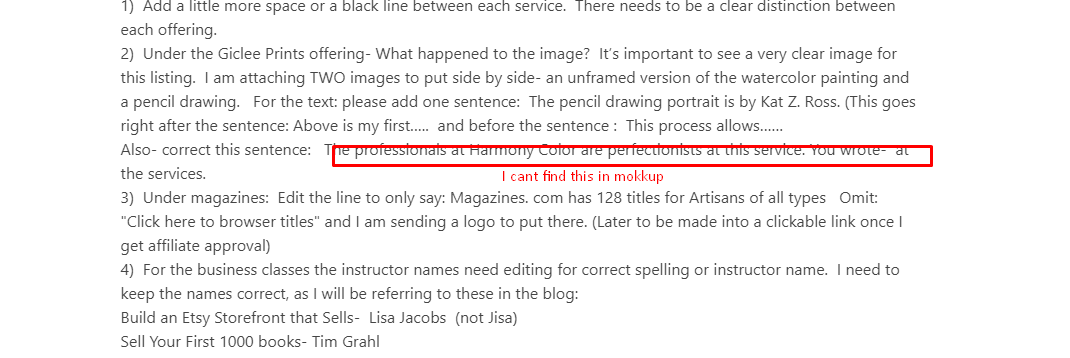 1)  Add a little more space or a black line between each service.  There needs to be a clear distinction between
each offering.
2)  Under the Giclee Prints offering- What happened to the image?  It's important to see a very clear image for
this listing.  I am attaching TWO images to put side by side- an unframed version of the watercolor painting and
a pencil drawing.   For the text: please add one sentence:  The pencil drawing portrait is by Kat Z. Ross. (This goes
right after the sentence: Above is my first.....  and before the sentence :  This process allows......
Also- correct this sentence:   The professionals at Harmony Color are perfectionists at this service. You wrote-  at
the services.
I cant find this in mokkup
3)  Under magazines:  Edit the line to only say: Magazines. com has 128 titles for Artisans of all types   Omit:
"Click here to browser titles" and I am sending a logo to put there. (Later to be made into a clickable link once I
get affiliate approval)
4)  For the business classes the instructor names need editing for correct spelling or instructor name.  I need to
keep the names correct, as I will be referring to these in the blog:
Build an Etsy Storefront that Sells-  Lisa Jacobs  (not Jisa)
Sell Your First 1000 books- Tim Grahl